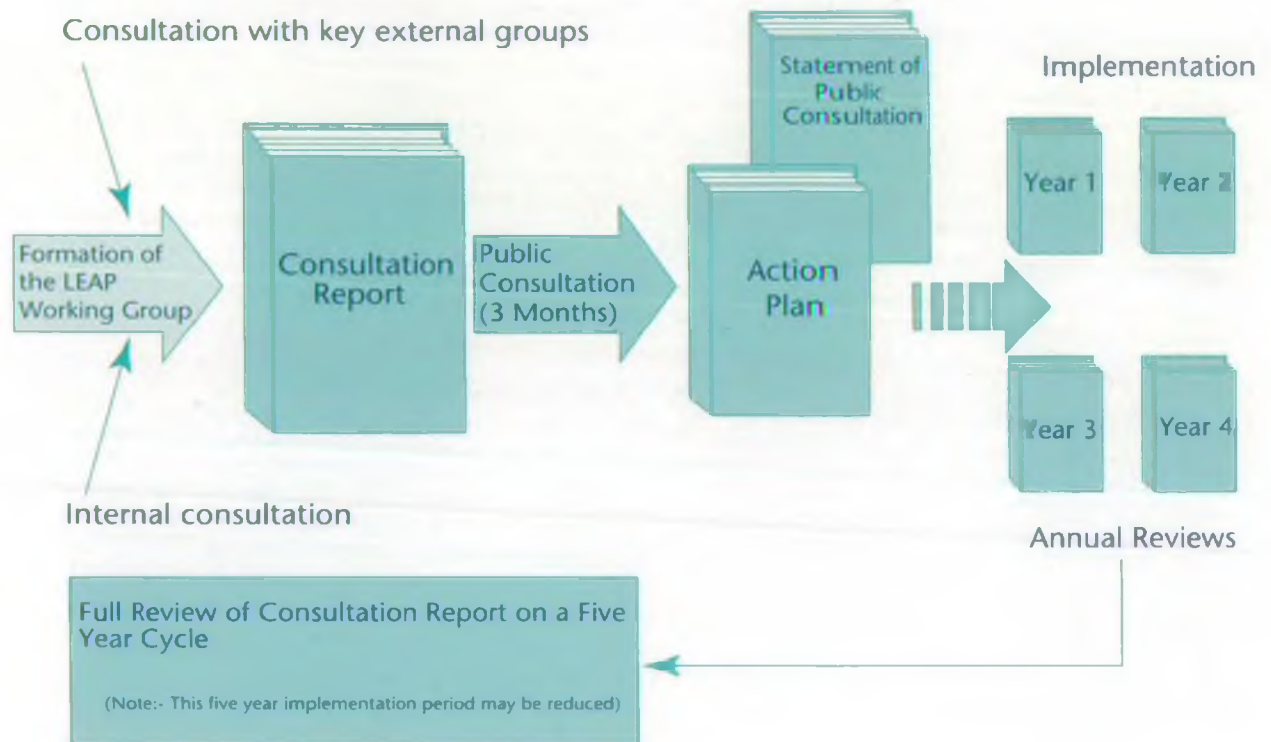 Consultation with key external groups
Formation of
the LEAP
Working Group
Internal consultation
Consultation
Report
Public
Consultation
(3 Months)
Statement of
Public
Consultation
Action
Plan
Implementation
Year 1
Year 2
Year 3
Year 4
Annual Reviews
Full Review of Consultation Report on a Five
Year Cycle
(Note:- This five year implementation period may be reduced)